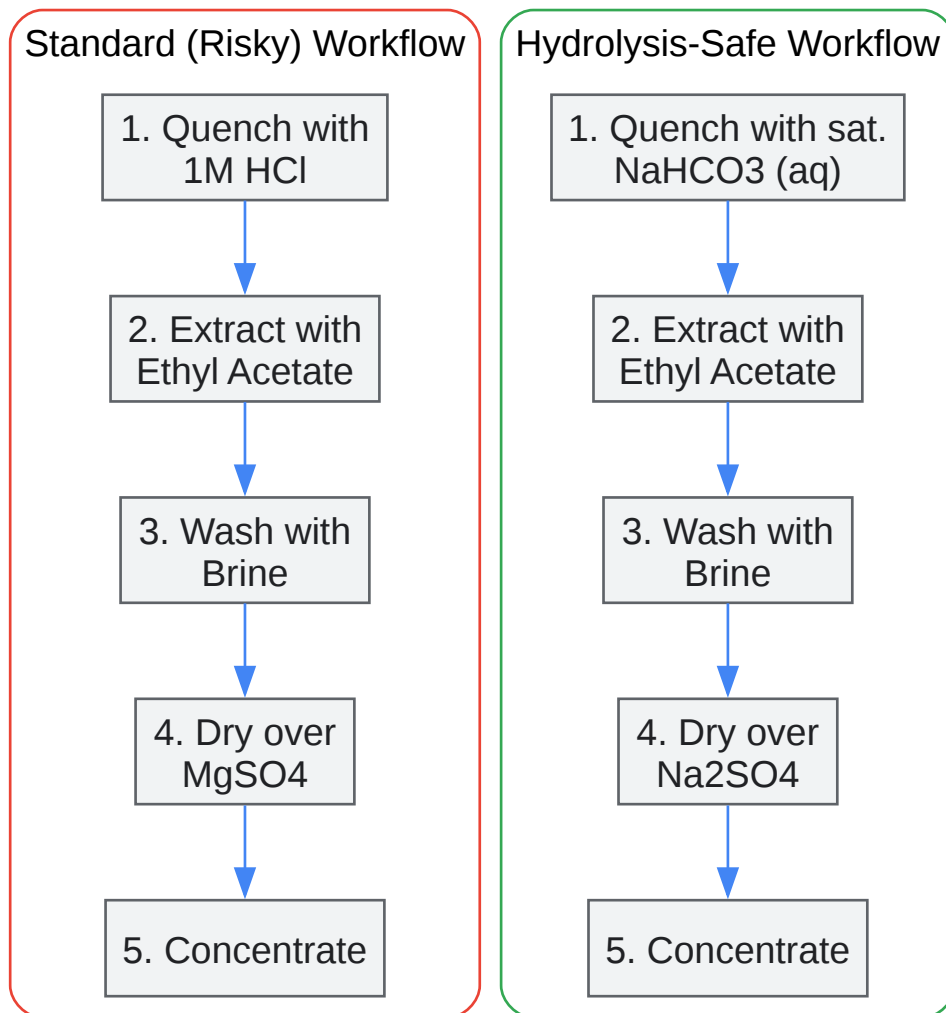 Standard (Risky) Workflow
1. Quench with
1M HCl
2. Extract with
Ethyl Acetate
3. Wash with
Brine
4. Dry over
MgSO4
5. Concentrate
Hydrolysis-Safe Workflow
1. Quench with sat.
NaHCO3 (aq)
2. Extract with
Ethyl Acetate
3. Wash with
Brine
4. Dry over
Na2SO4
5. Concentrate